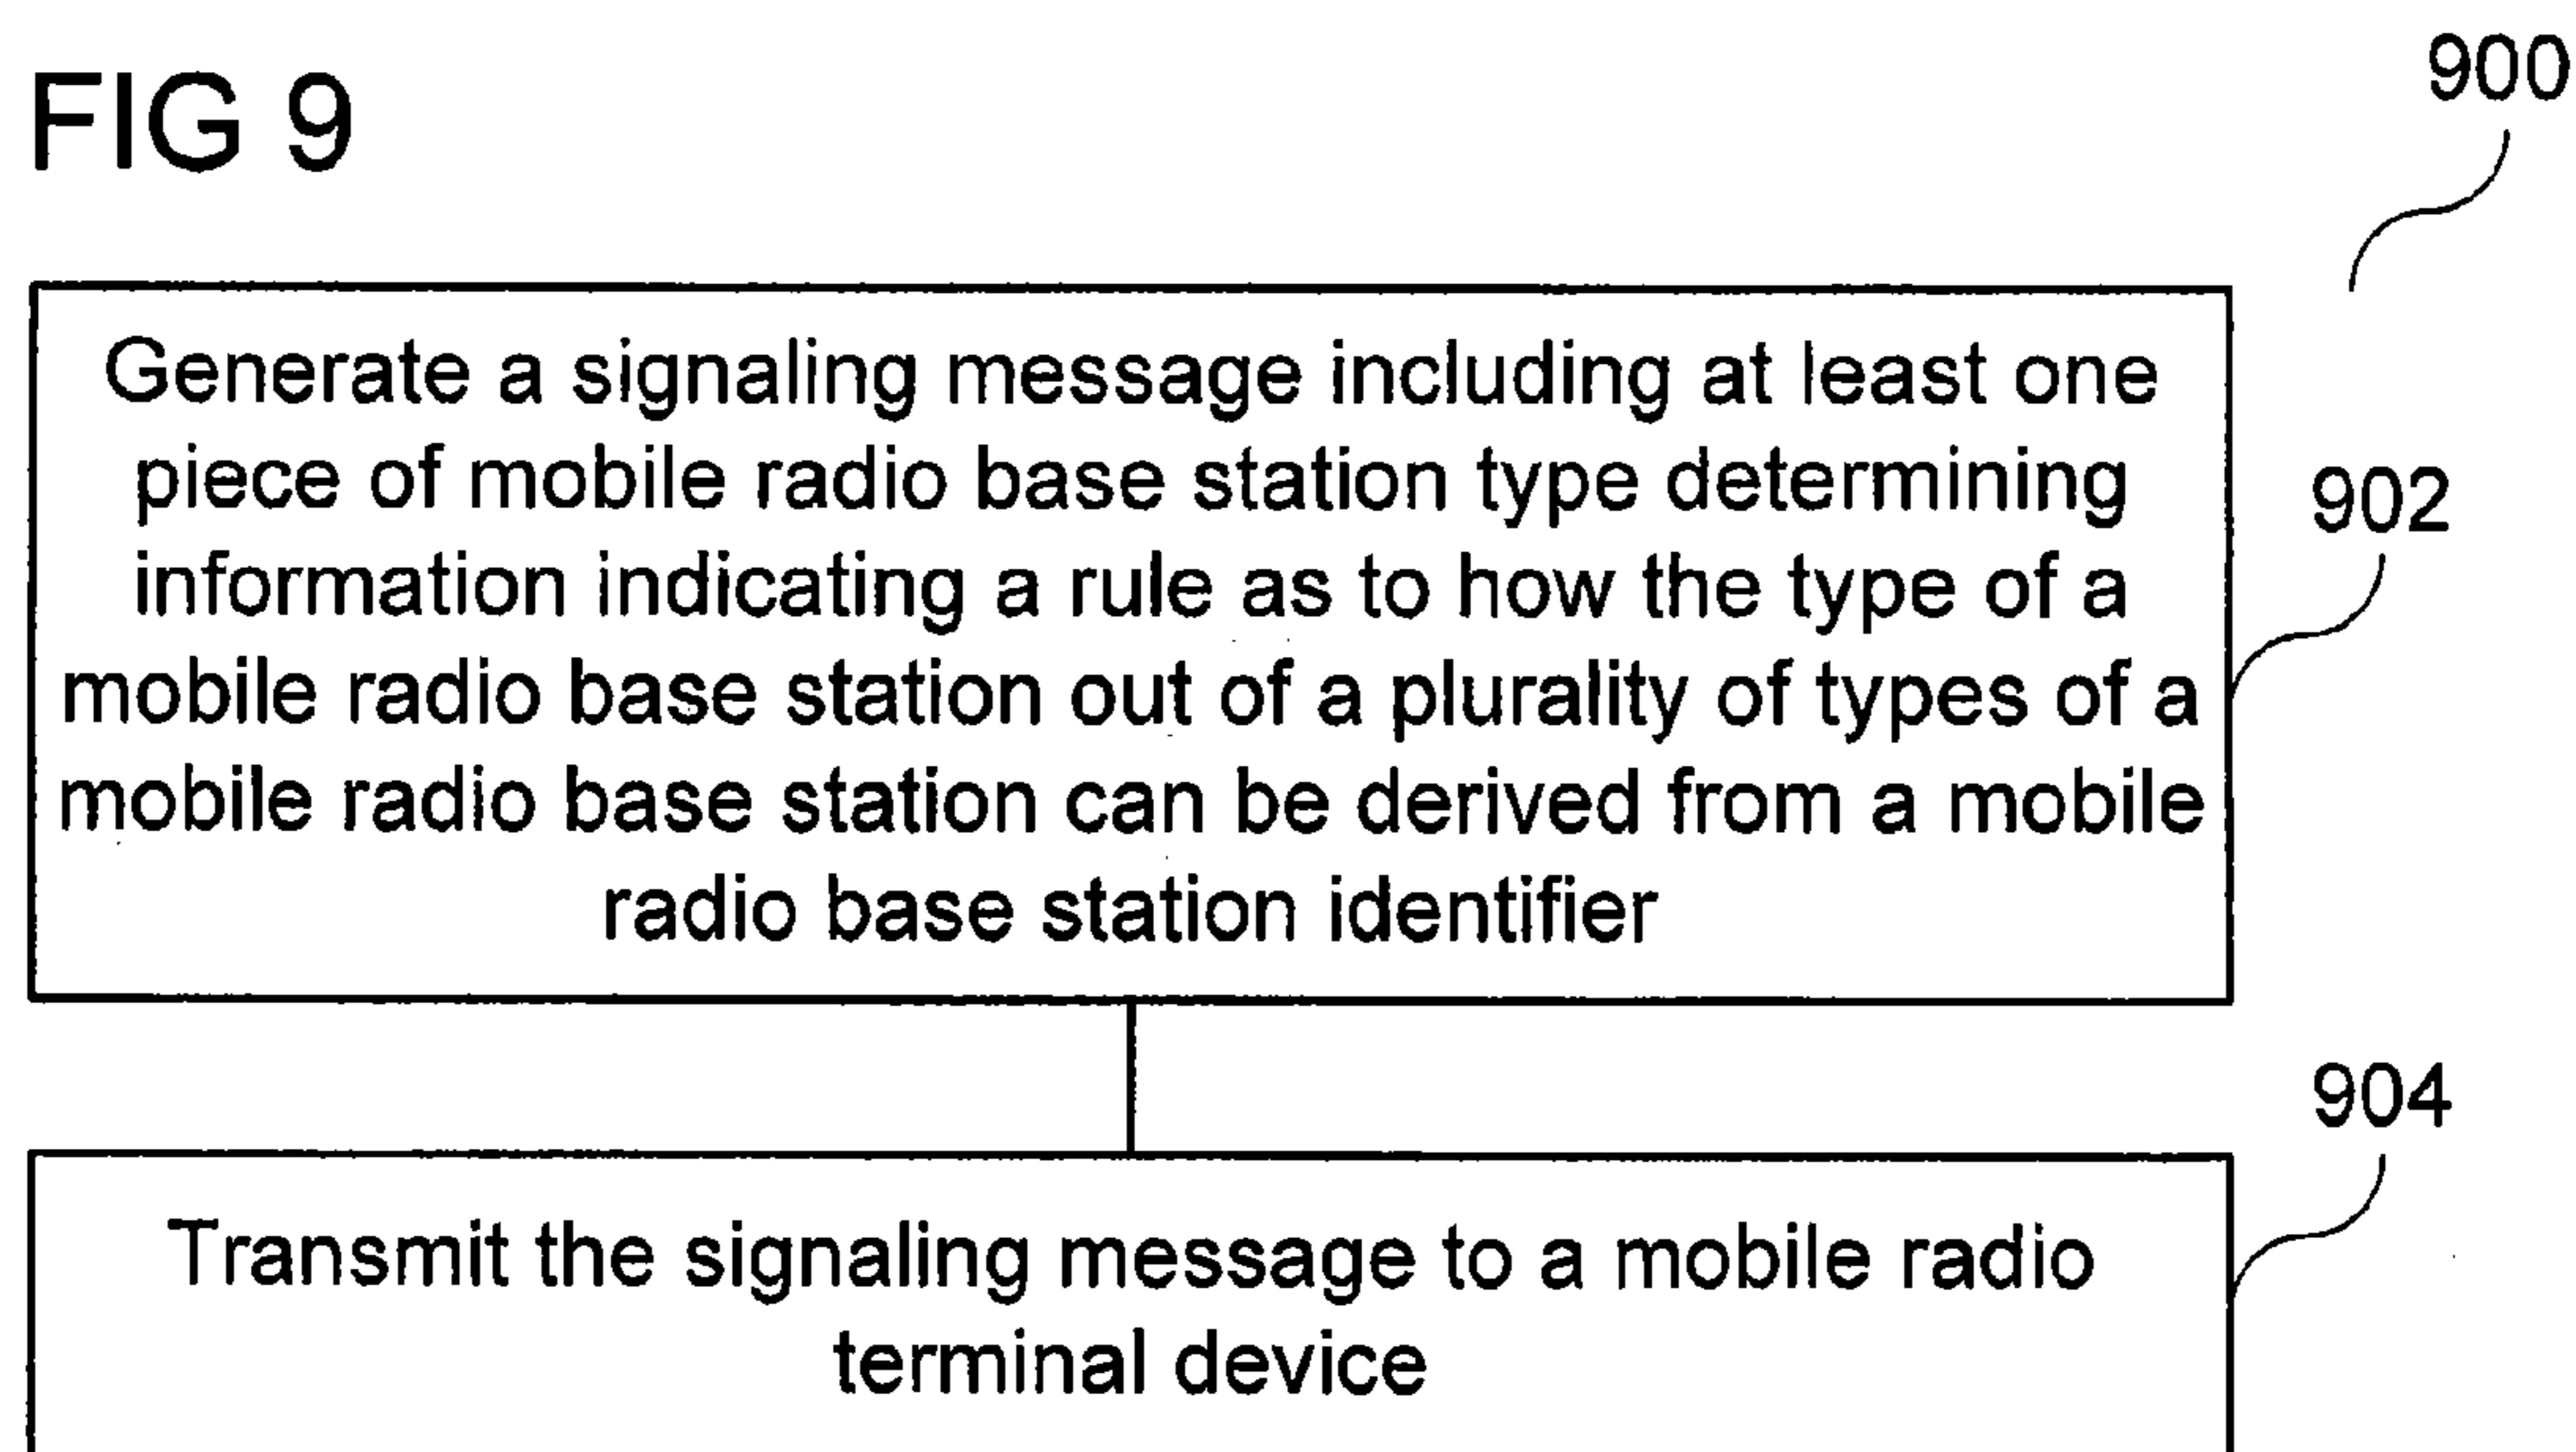 FIG 9
900
Generate a signaling message including at least one
piece of mobile radio base station type determining
information indicating a rule as to how the type of a
mobile radio base station out of a plurality of types of a
mobile radio base station can be derived from a mobile
radio base station identifier
902
904
Transmit the signaling message to a mobile radio
terminal device